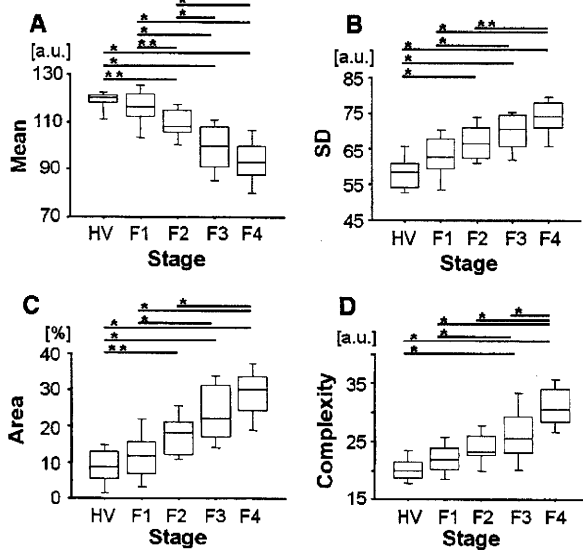 A
[a.u.]
* * * * ** * * **
130
110
90
70
Mean
HV F1 F2 F3 F4
Stage
B
[a.u.]
** * * * * *
85
75
65
55
45
SD
HV F1 F2 F3 F4
Stage
C
[%]
* * * * * **
40
30
20
10
0
Area
HV F1 F2 F3 F4
Stage
D
[a.u.]
* * * * * *
35
25
15
Complexity
HV F1 F2 F3 F4
Stage